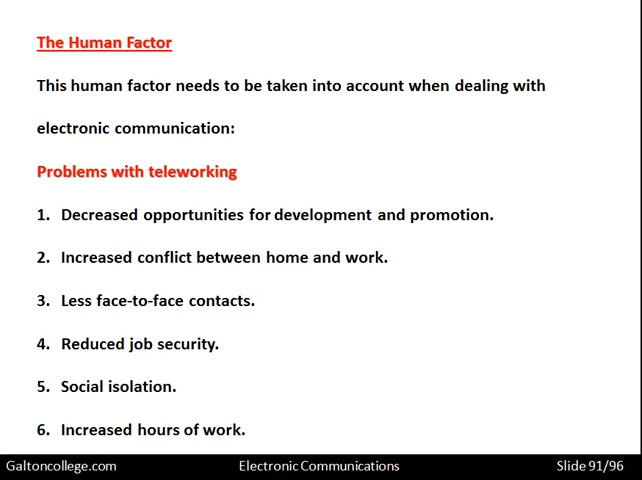 The Human Factor
This human factor needs to be taken into account when dealing with
electronic communication:
Problems with teleworking
1. Decreased opportunities for development and promotion.
2. Increased conflict between home and work.
3. Less face-to-face contacts.
4. Reduced job security.
5. Social isolation.
6. Increased hours of work.
Galtoncollege.com Electronic Communications Slide 91/96